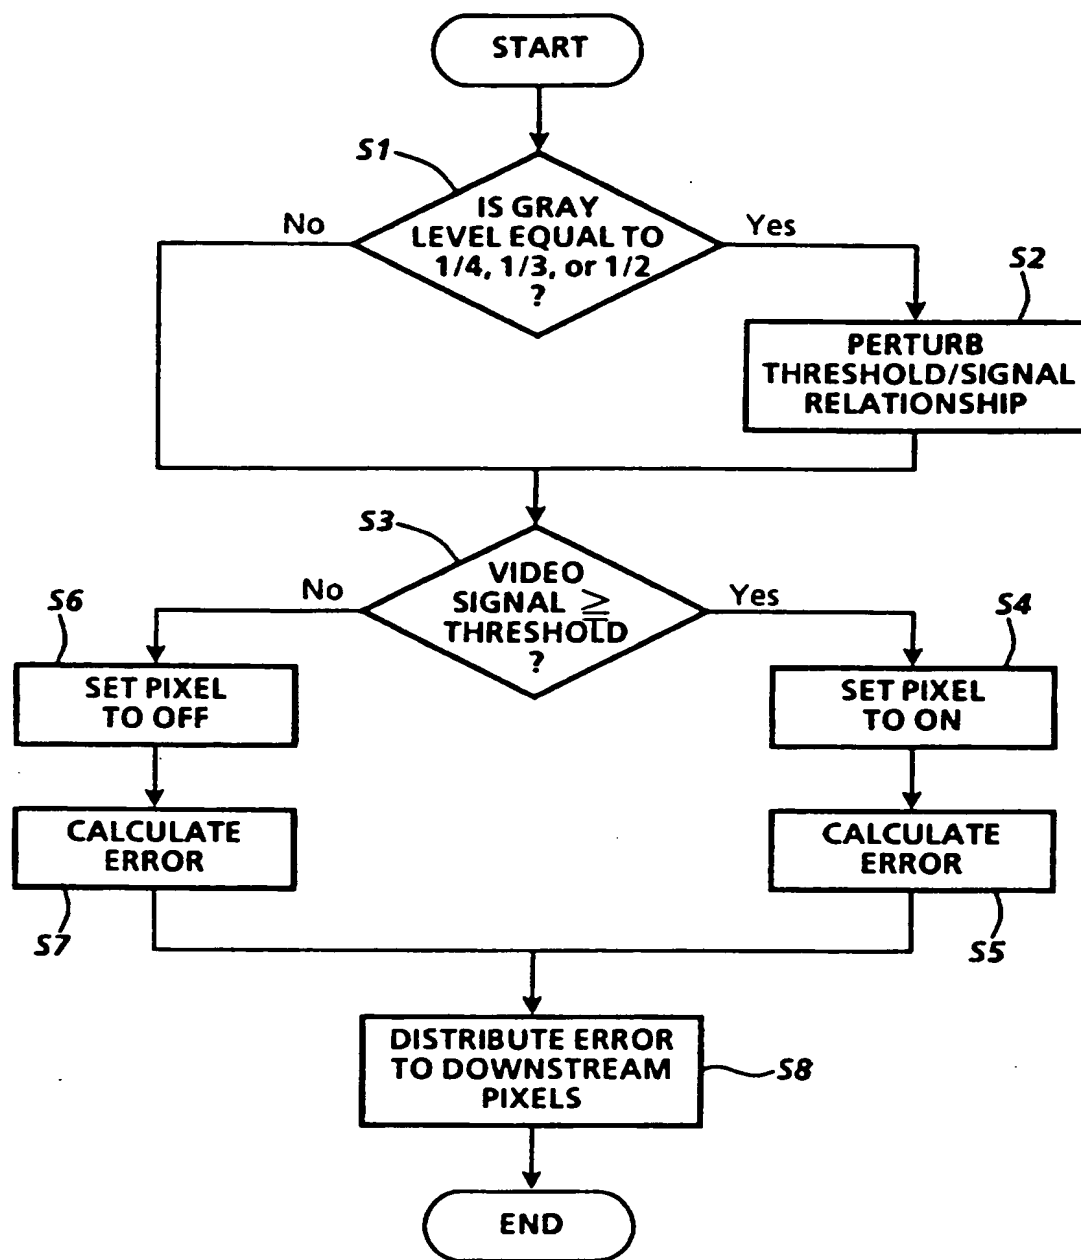 START
S1
IS GRAY
LEVEL EQUAL TO
1/4, 1/3, or 1/2
?
No
Yes
S2
PERTURB
THRESHOLD/SIGNAL
RELATIONSHIP
S3
VIDEO
SIGNAL ≧
THRESHOLD
?
No
Yes
S6
SET PIXEL
TO OFF
S4
SET PIXEL
TO ON
CALCULATE
ERROR
S7
CALCULATE
ERROR
S5
DISTRIBUTE ERROR
TO DOWNSTREAM
PIXELS
S8
END